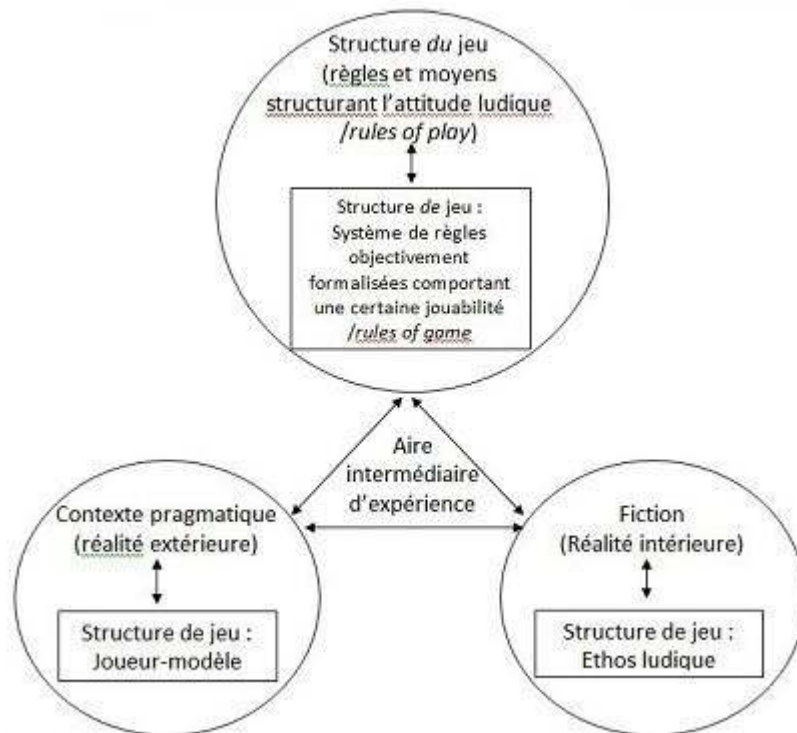 Structure du jeu
(règles et moyens
structurant l'attitude ludique
/rules of play)
Structure de jeu :
Système de règles
objectivement
formalisées comportant
une certaine jouabilité
/rules of game
Aire
intermédiaire
d'expérience
Contexte pragmatique
(réalité extérieure)
Structure de jeu :
Joueur-modèle
Fiction
(Réalité intérieure)
Structure de jeu :
Ethos ludique